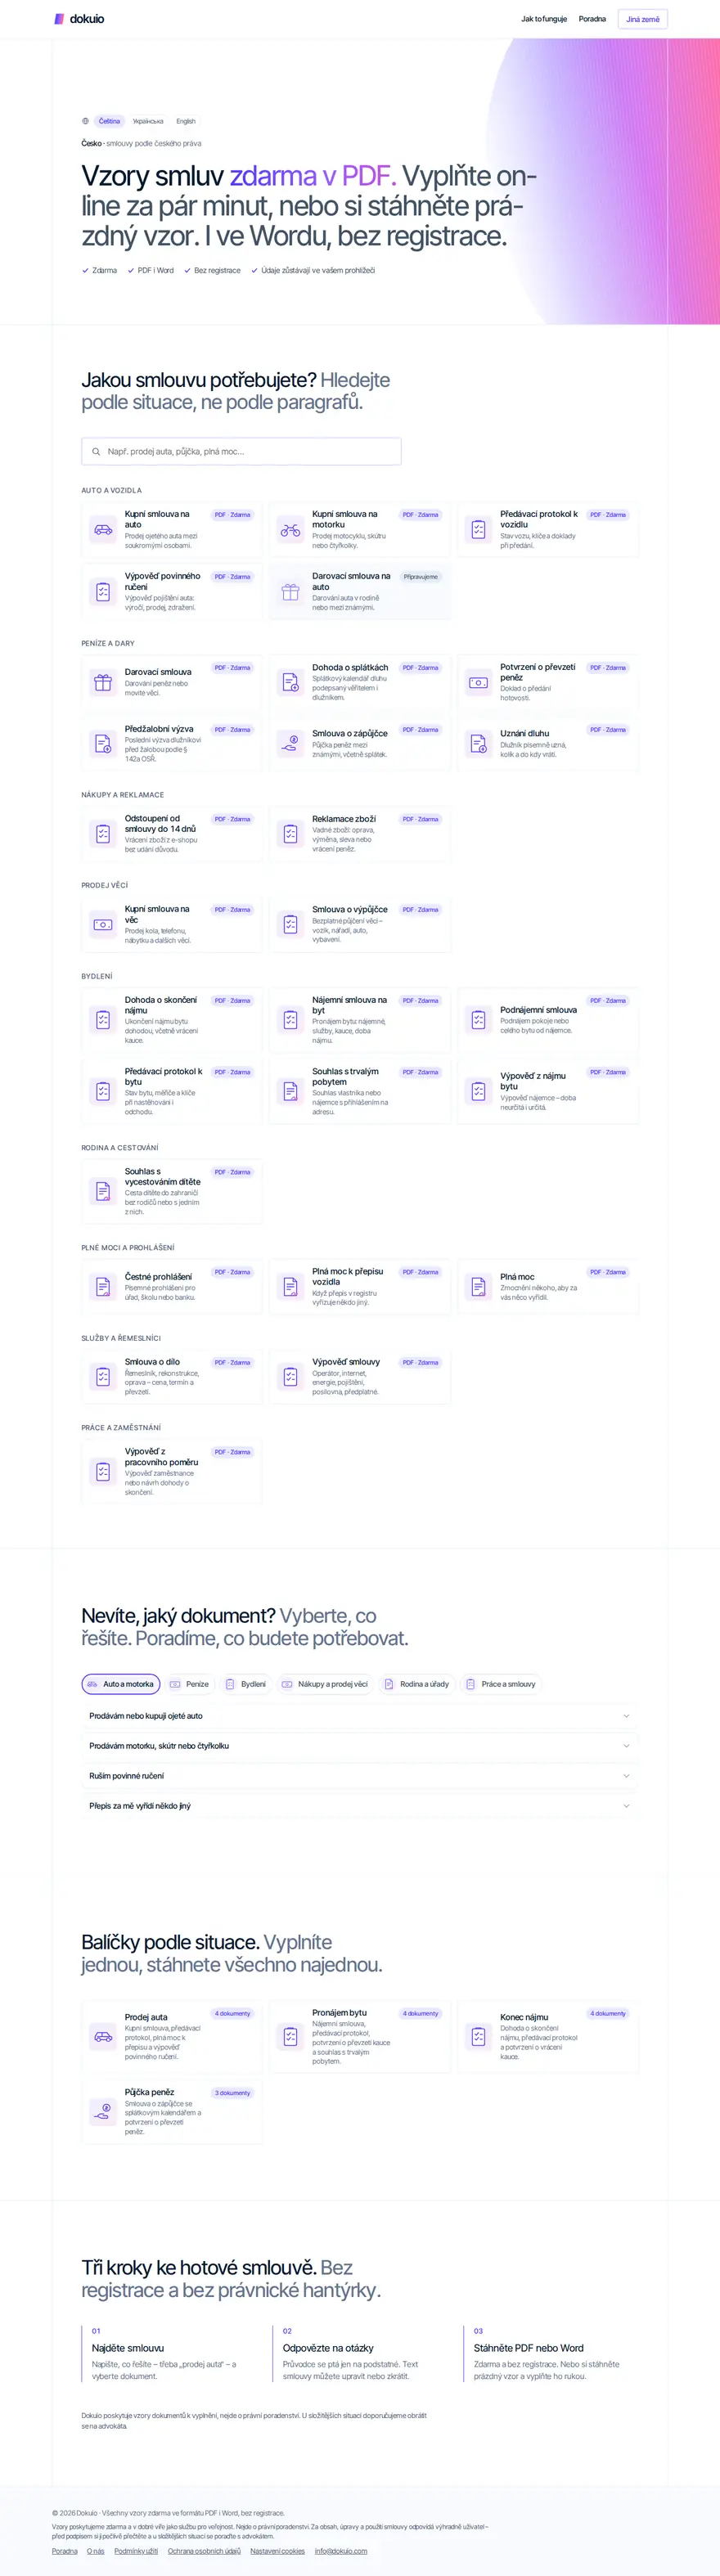 dokuio
Jak to funguje Poradna Jiná země
Čeština Українська English
Česko · smlouvy podle českého práva
Vzory smluv zdarma v PDF. Vyplňte on-
line za pár minut, nebo si stáhněte prá-
zdný vzor. I ve Wordu, bez registrace.
Zdarma PDF i Word Bez registrace Údaje zůstávají ve vašem prohlížeči
Jakou smlouvu potřebujete? Hledejte
podle situace, ne podle paragrafů.
Např. prodej auta, půjčka, plná moc…
AUTO A VOZIDLA
Kupní smlouva na
auto
PDF · Zdarma
Prodej ojetého auta mezi
soukromými osobami.
Kupní smlouva na
motorku
PDF · Zdarma
Prodej motocyklu, skútru
nebo čtyřkolky.
Předávací protokol k
vozidlu
PDF · Zdarma
Stav vozu, klíče a doklady
při předání.
Výpověď povinného
ručení
PDF · Zdarma
Výpověď pojištění auta:
výročí, prodej, zdražení.
Darovací smlouva na
auto
Připravujeme
Darování auta v rodině
nebo mezi známými.
PENÍZE A DARY
Darovací smlouva
PDF · Zdarma
Darování peněz nebo
movité věci.
Dohoda o splátkách
PDF · Zdarma
Splátkový kalendář dluhu
podepsaný věřitelem i
dlužníkem.
Potvrzení o převzetí
peněz
PDF · Zdarma
Doklad o předání
hotovosti.
Předžalobní výzva
PDF · Zdarma
Poslední výzva dlužníkovi
před žalobou podle §
142a OSŘ.
Smlouva o zápůjčce
PDF · Zdarma
Půjčka peněz mezi
známými, včetně splátek.
Uznání dluhu
PDF · Zdarma
Dlužník písemně uzná,
kolik a do kdy vrátí.
NÁKUPY A REKLAMACE
Odstoupení od
smlouvy do 14 dnů
PDF · Zdarma
Vrácení zboží z e-shopu
bez udání důvodu.
Reklamace zboží
PDF · Zdarma
Vadné zboží: oprava,
výměna, sleva nebo
vrácení peněz.
PRODEJ VĚCÍ
Kupní smlouva na
věc
PDF · Zdarma
Prodej kola, telefonu,
nábytku a dalších věcí.
Smlouva o výpůjčce
PDF · Zdarma
Bezplatné půjčení věci –
vozík, nářadí, auto,
vybavení.
BYDLENÍ
Dohoda o skončení
nájmu
PDF · Zdarma
Ukončení nájmu bytu
dohodou, včetně vrácení
kauce.
Nájemní smlouva na
byt
PDF · Zdarma
Pronájem bytu: nájemné,
služby, kauce, doba
nájmu.
Podnájemní smlouva
PDF · Zdarma
Podnájem pokoje nebo
celého bytu od nájemce.
Předávací protokol k
bytu
PDF · Zdarma
Stav bytu, měřiče a klíče
při nastěhování i
odchodu.
Souhlas s trvalým
pobytem
PDF · Zdarma
Souhlas vlastníka nebo
nájemce s přihlášením na
adresu.
Výpověď z nájmu
bytu
PDF · Zdarma
Výpověď nájemce – doba
neurčitá i určitá.
RODINA A CESTOVÁNÍ
Souhlas s
vycestováním dítěte
PDF · Zdarma
Cesta dítěte do zahraničí
bez rodičů nebo s jedním
z nich.
PLNÉ MOCI A PROHLÁŠENÍ
Čestné prohlášení
PDF · Zdarma
Písemné prohlášení pro
úřad, školu nebo banku.
Plná moc k přepisu
vozidla
PDF · Zdarma
Když přepis v registru
vyřizuje někdo jiný.
Plná moc
PDF · Zdarma
Zmocnění někoho, aby za
vás něco vyřídil.
SLUŽBY A ŘEMESLNÍCI
Smlouva o dílo
PDF · Zdarma
Řemeslník, rekonstrukce,
oprava – cena, termín a
převzetí.
Výpověď smlouvy
PDF · Zdarma
Operátor, internet,
energie, pojištění,
posilovna, předplatné.
PRÁCE A ZAMĚSTNÁNÍ
Výpověď z
pracovního poměru
PDF · Zdarma
Výpověď zaměstnance
nebo návrh dohody o
skončení.
Nevíte, jaký dokument? Vyberte, co
řešíte. Poradíme, co budete potřebovat.
Auto a motorka Peníze Bydlení Nákupy a prodej věcí Rodina a úřady Práce a smlouvy
Prodávám nebo kupuji ojeté auto
Prodávám motorku, skútr nebo čtyřkolku
Ruším povinné ručení
Přepis za mě vyřídí někdo jiný
Balíčky podle situace. Vyplníte
jednou, stáhnete všechno najednou.
Prodej auta
4 dokumenty
Kupní smlouva, předávací
protokol, plná moc k
přepisu a výpověď
povinného ručení.
Pronájem bytu
4 dokumenty
Nájemní smlouva,
předávací protokol,
potvrzení o převzetí kauce
a souhlas s trvalým
pobytem.
Konec nájmu
4 dokumenty
Dohoda o skončení
nájmu, předávací protokol
a potvrzení o vrácení
kauce.
Půjčka peněz
3 dokumenty
Smlouva o zápůjčce se
splátkovým kalendářem a
potvrzení o převzetí
peněz.
Tři kroky ke hotové smlouvě. Bez
registrace a bez právnické hantýrky.
01
Najděte smlouvu
Napište, co řešíte – třeba „prodej auta“ – a
vyberte dokument.
02
Odpovězte na otázky
Průvodce se ptá jen na podstatné. Text
smlouvy můžete upravit nebo zkrátit.
03
Stáhněte PDF nebo Word
Zdarma a bez registrace. Nebo si stáhněte
prázdný vzor a vyplňte ho rukou.
Dokuio poskytuje vzory dokumentů k vyplnění, nejde o právní poradenství. U složitějších situací doporučujeme obrátit
se na advokáta.
© 2026 Dokuio · Všechny vzory zdarma ve formátu PDF i Word, bez registrace.
Vzory poskytujeme zdarma a v dobré víře jako službu pro veřejnost. Nejde o právní poradenství. Za obsah, úpravy a použití smlouvy odpovídá výhradně uživatel –
před podpisem si ji pečlivě přečtěte a u složitějších situací se poraďte s advokátem.
Poradna O nás Podmínky užití Ochrana osobních údajů Nastavení cookies info@dokuio.com